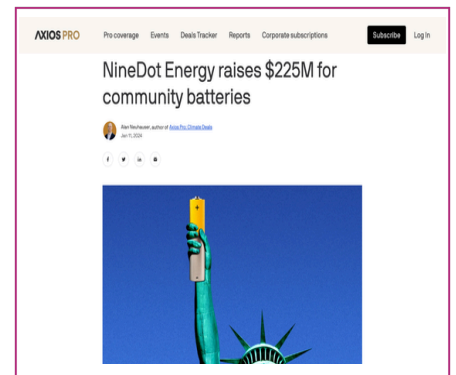 AXIOS PRO Pro coverage Events Deals Tracker Reports Corporate subscriptions Subscribe Log In
NineDot Energy raises $225M for
community batteries
Alan Neuhauser, author of Axios Pro: Climate Deals
Jan 11, 2024